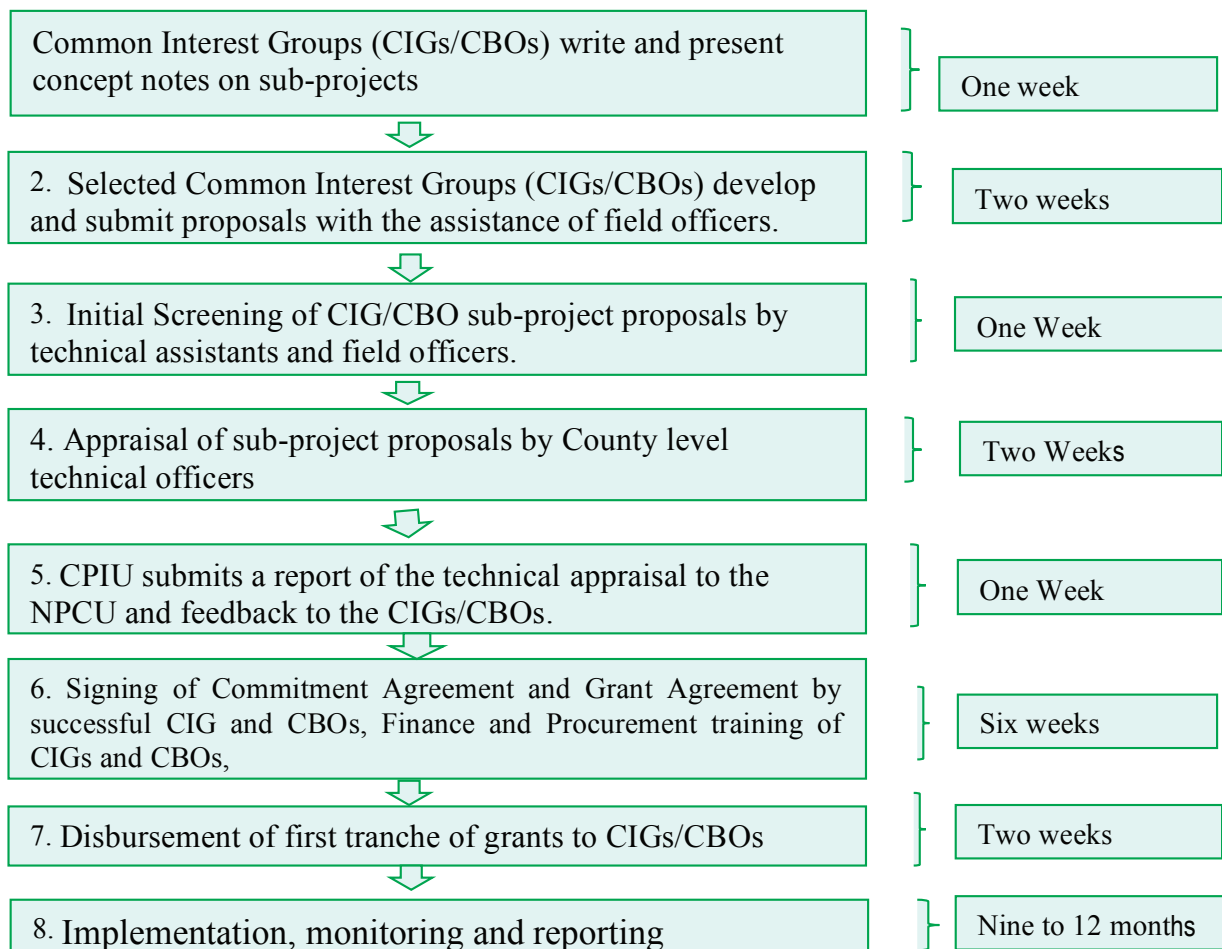 Common Interest Groups (CIGs/CBOs) write and present
concept notes on sub-projects
One week
2. Selected Common Interest Groups (CIGs/CBOs) develop
and submit proposals with the assistance of field officers.
Two weeks
3. Initial Screening of CIG/CBO sub-project proposals by
technical assistants and field officers.
One Week
4. Appraisal of sub-project proposals by County level
technical officers
Two Weeks
5. CPIU submits a report of the technical appraisal to the
NPCU and feedback to the CIGs/CBOs.
One Week
6. Signing of Commitment Agreement and Grant Agreement by
successful CIG and CBOs, Finance and Procurement training of
CIGs and CBOs,
Six weeks
7. Disbursement of first tranche of grants to CIGs/CBOs
Two weeks
8. Implementation, monitoring and reporting
Nine to 12 months